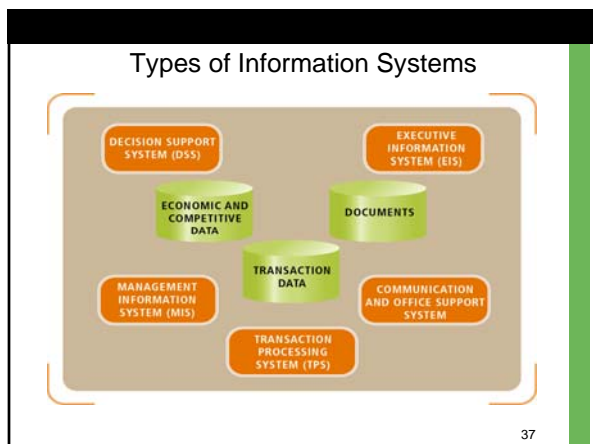 Types of Information Systems
DECISION SUPPORT
SYSTEM (DSS)
EXECUTIVE
INFORMATION
SYSTEM (EIS)
ECONOMIC AND
COMPETITIVE
DATA
DOCUMENTS
TRANSACTION
DATA
MANAGEMENT
INFORMATION
SYSTEM (MIS)
COMMUNICATION
AND OFFICE SUPPORT
SYSTEM
TRANSACTION
PROCESSING
SYSTEM (TPS)
37